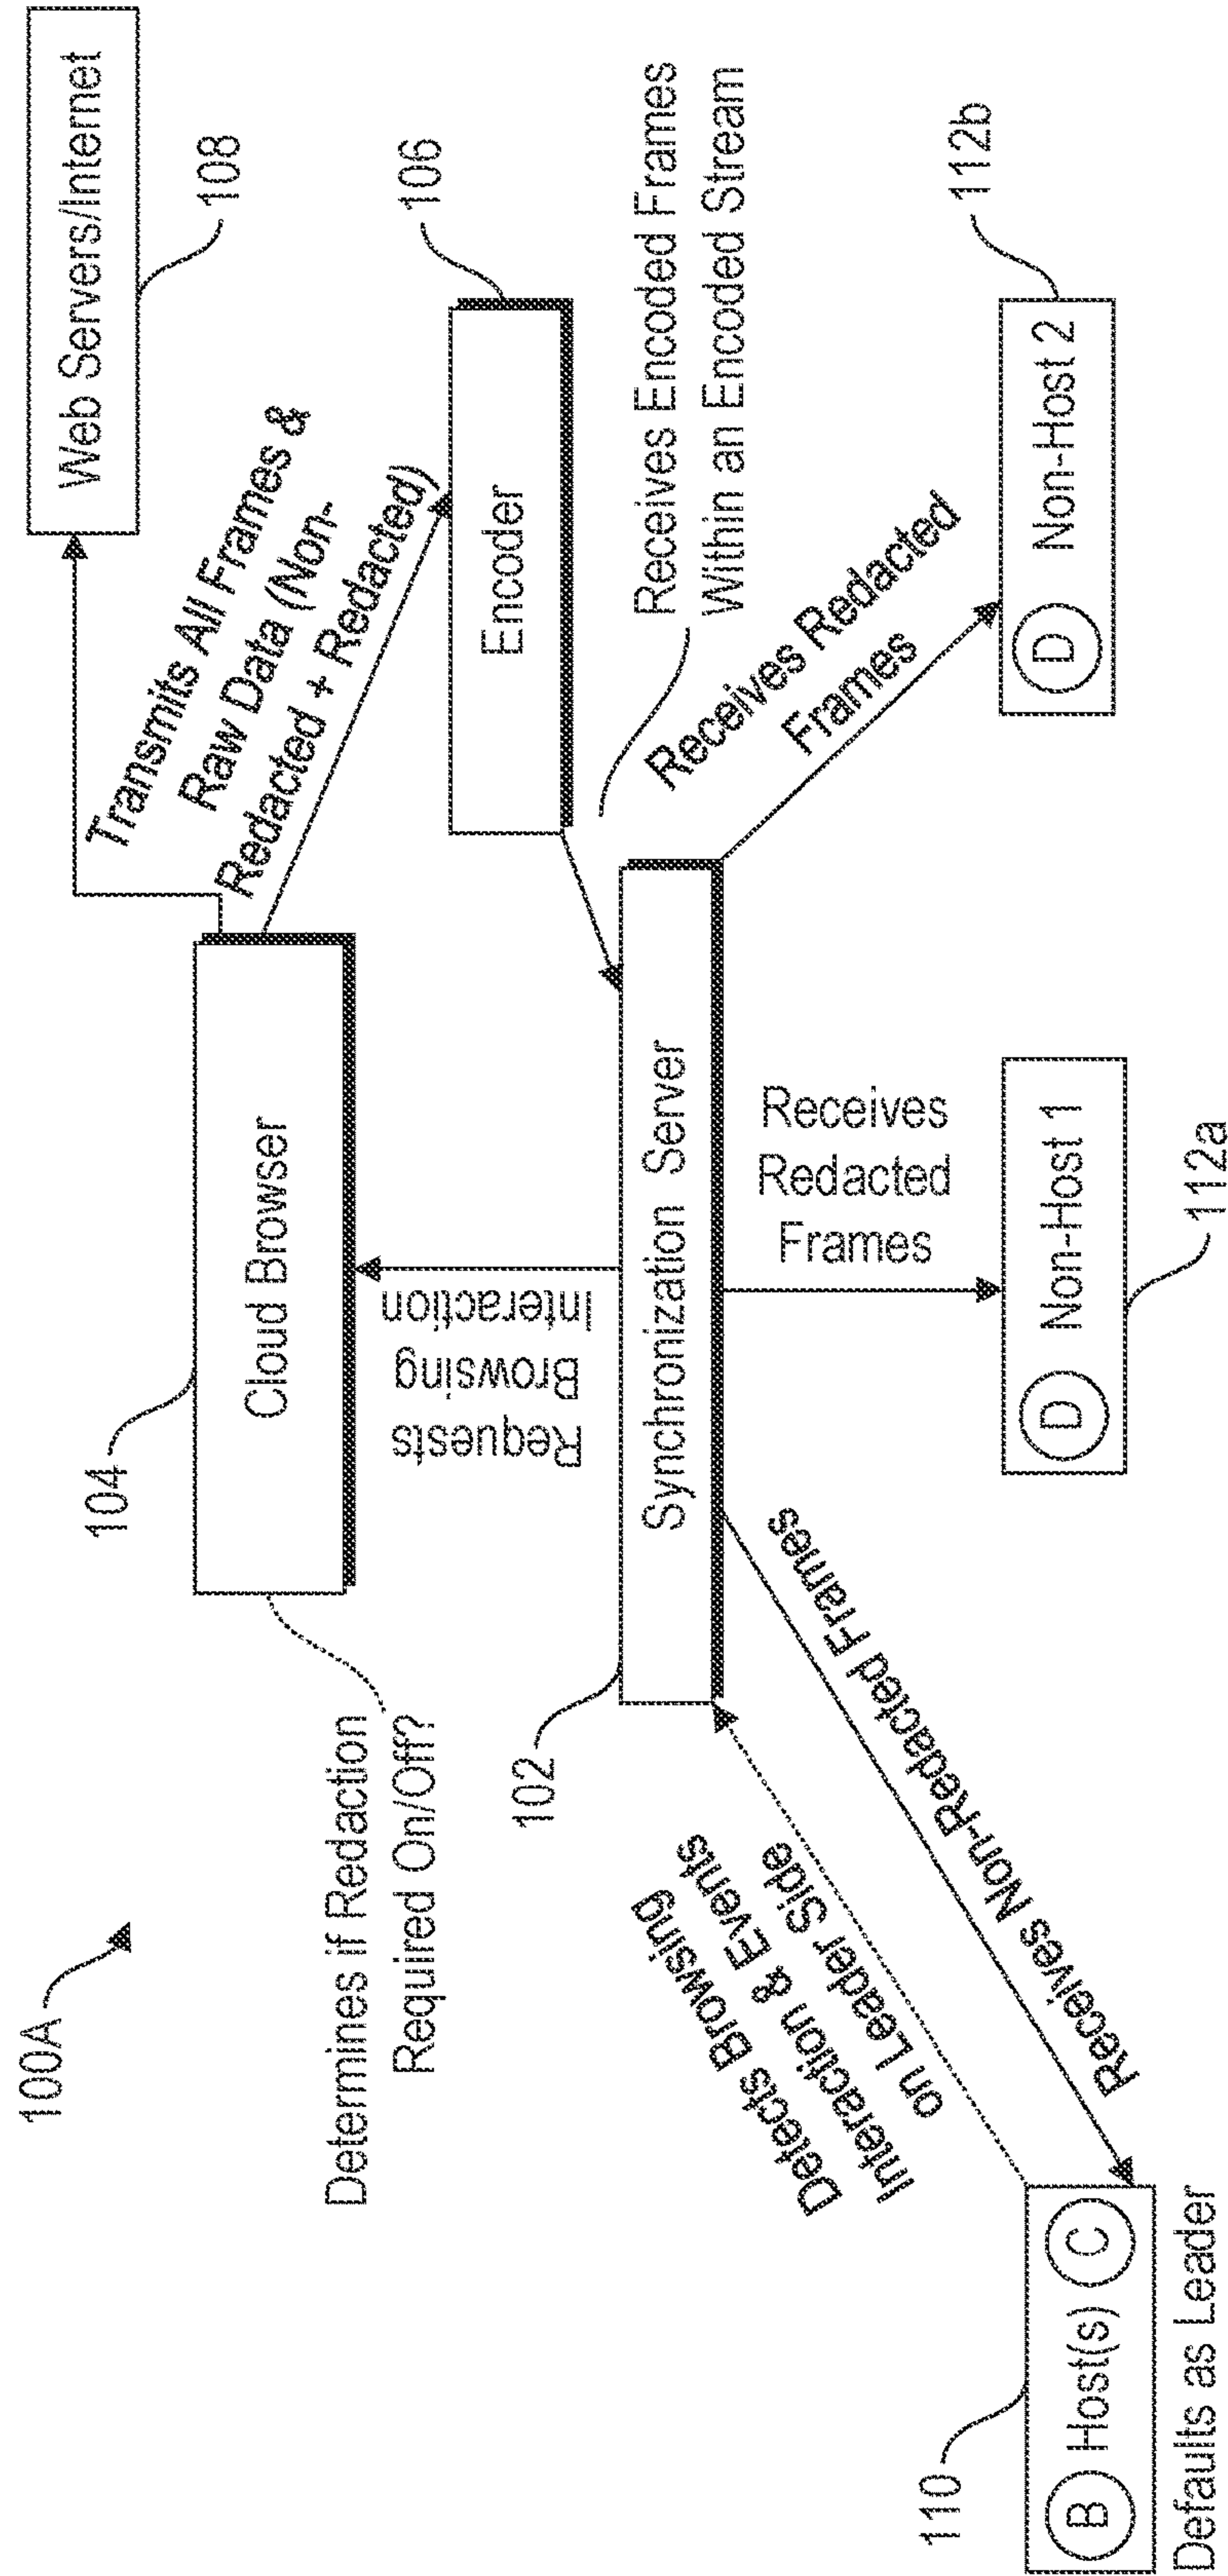 100A
Web Servers/Internet
108
Transmits All Frames &
Raw Data (Non-
Redacted + Redacted)
104
Cloud Browser
Determines if Redaction
Required On/Off?
106
Encoder
Requests
Browsing
Interaction
Receives Encoded Frames
Within an Encoded Stream
102
Synchronization Server
Detects Browsing
Interaction & Events
on Leader Side
Receives Non-Redacted Frames
Receives
Redacted
Frames
Receives Redacted
Frames
110
B Host(s) C
Defaults as Leader
D Non-Host 1
112a
D Non-Host 2
112b